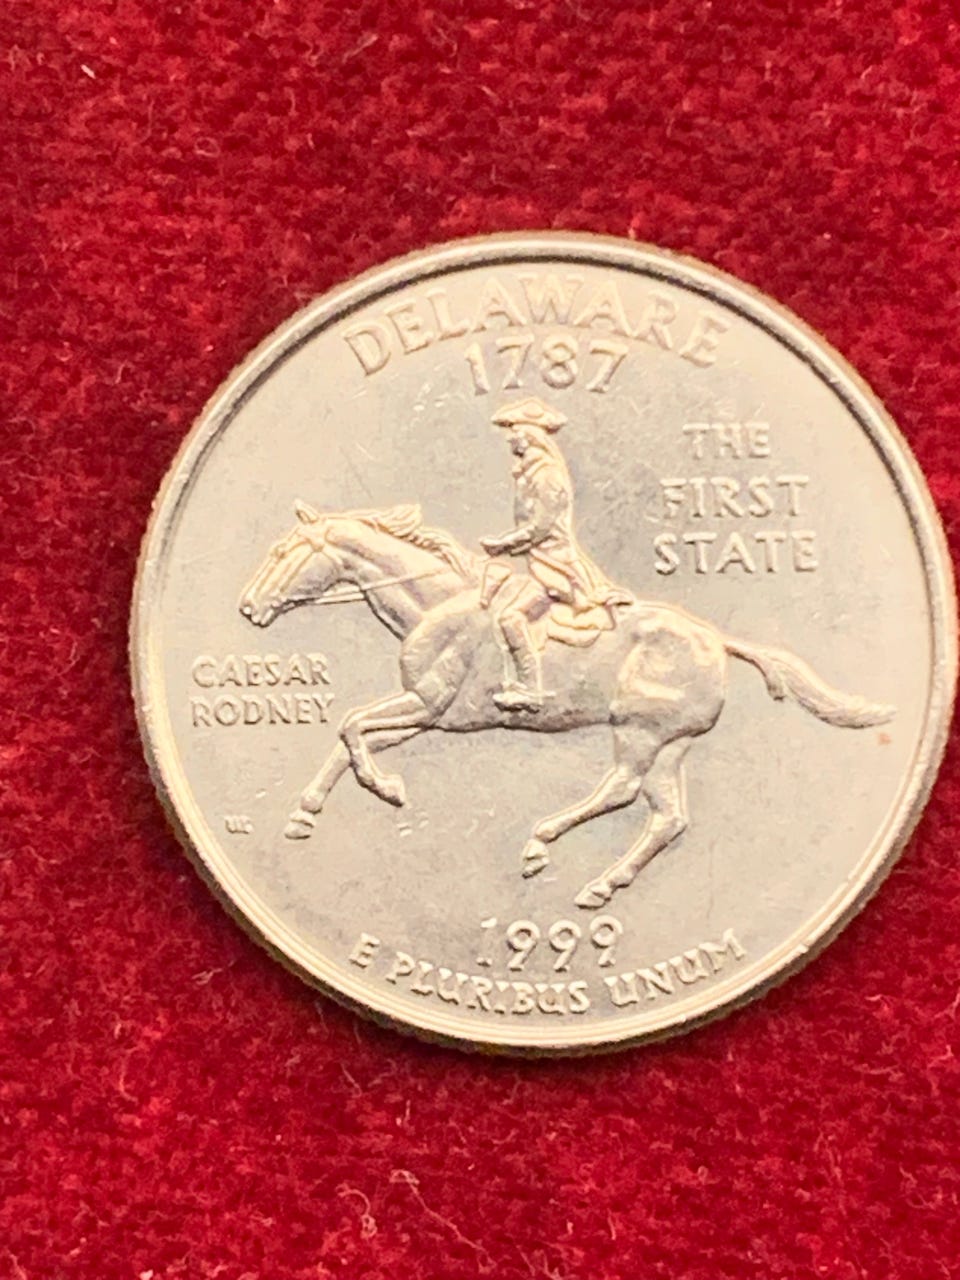 DELAWARE
1787
THE
FIRST
STATE
CAESAR
RODNEY
1999
E PLURIBUS UNUM